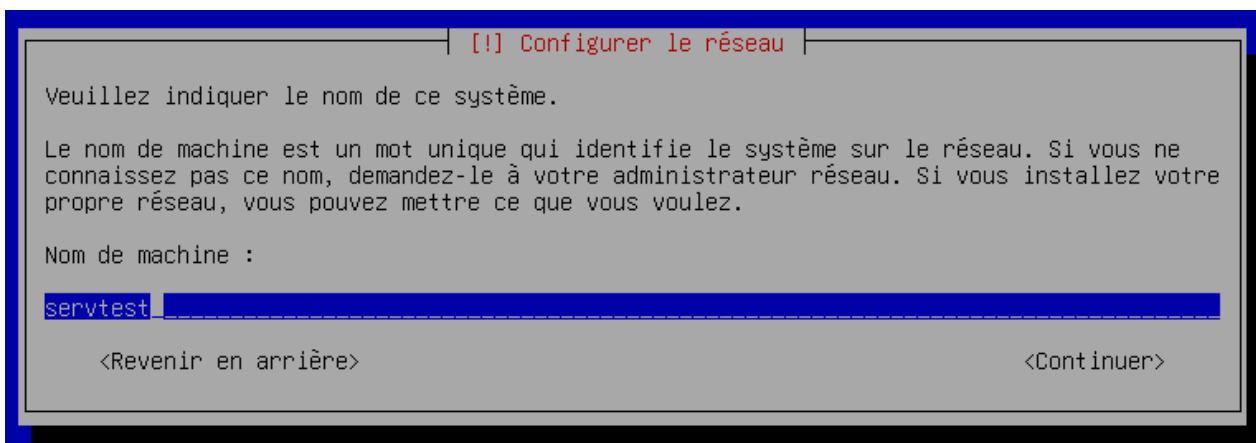 [!] Configurer le réseau
Veuillez indiquer le nom de ce système.
Le nom de machine est un mot unique qui identifie le système sur le réseau. Si vous ne
connaissez pas ce nom, demandez-le à votre administrateur réseau. Si vous installez votre
propre réseau, vous pouvez mettre ce que vous voulez.
Nom de machine :
servtest
<Revenir en arrière> <Continuer>